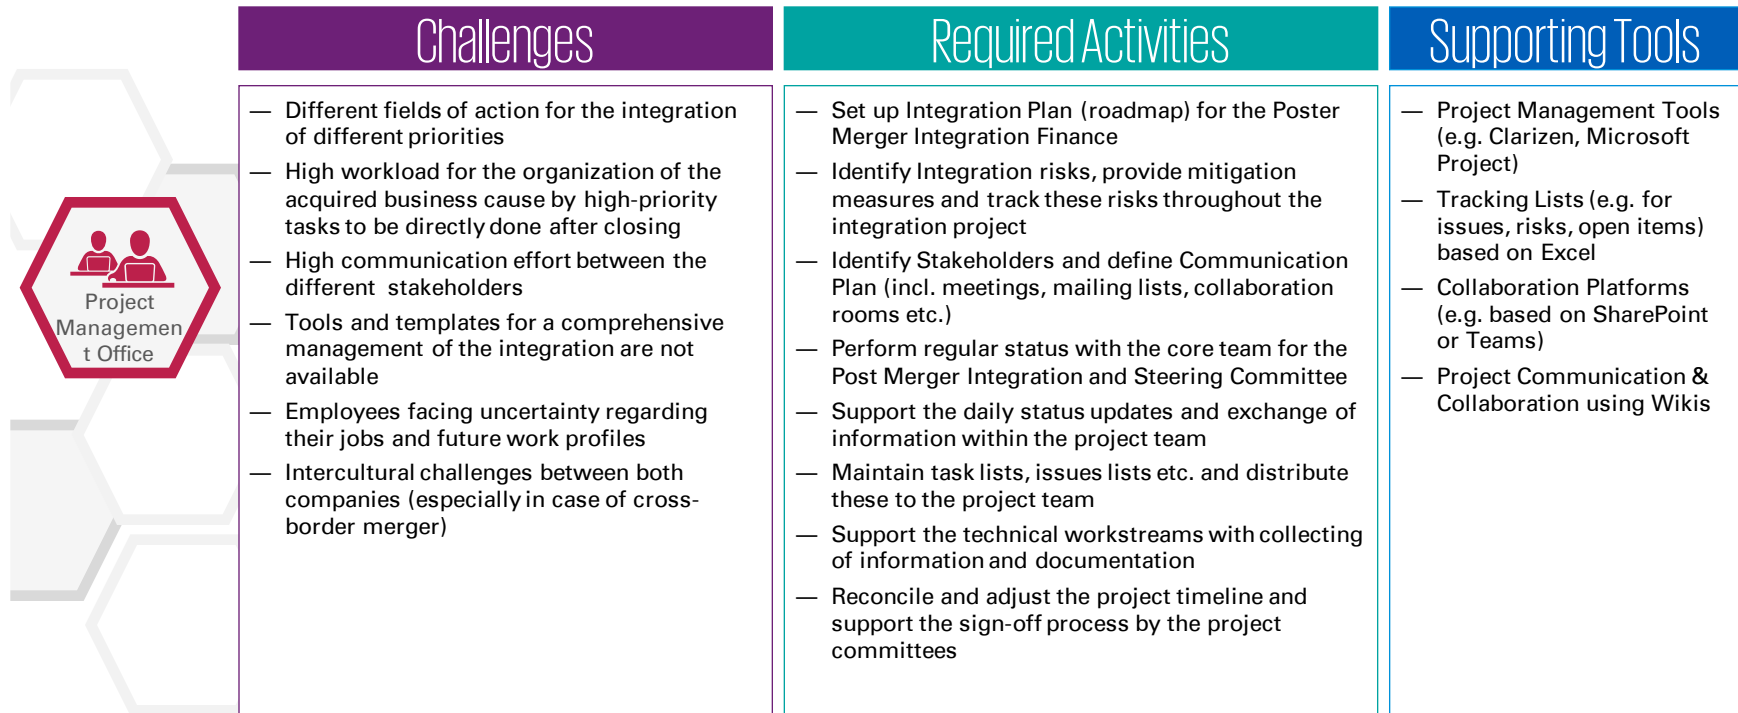 Challenges
Required Activities
Supporting Tools
Project
Managemen
t Office
— Different fields of action for the integration
of different priorities
— High workload for the organization of the
acquired business cause by high-priority
tasks to be directly done after closing
— High communication effort between the
different stakeholders
— Tools and templates for a comprehensive
management of the integration are not
available
— Employees facing uncertainty regarding
their jobs and future work profiles
— Intercultural challenges between both
companies (especially in case of cross-
border merger)
— Set up Integration Plan (roadmap) for the Poster
Merger Integration Finance
— Identify Integration risks, provide mitigation
measures and track these risks throughout the
integration project
— Identify Stakeholders and define Communication
Plan (incl. meetings, mailing lists, collaboration
rooms etc.)
— Perform regular status with the core team for the
Post Merger Integration and Steering Committee
— Support the daily status updates and exchange of
information within the project team
— Maintain task lists, issues lists etc. and distribute
these to the project team
— Support the technical workstreams with collecting
of information and documentation
— Reconcile and adjust the project timeline and
support the sign-off process by the project
committees
— Project Management Tools
(e.g. Clarizen, Microsoft
Project)
— Tracking Lists (e.g. for
issues, risks, open items)
based on Excel
— Collaboration Platforms
(e.g. based on SharePoint
or Teams)
— Project Communication &
Collaboration using Wikis